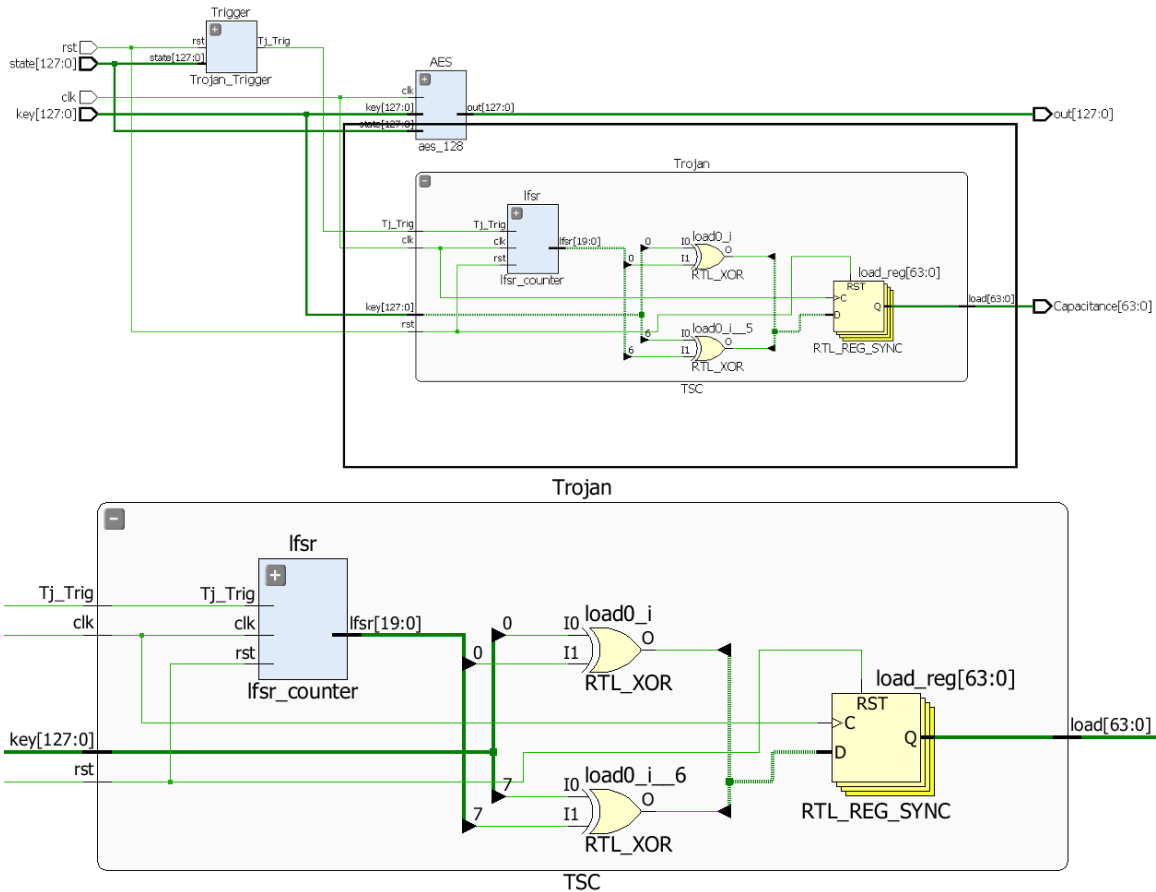 Trigger
rst
rst
Tj_Trig
state[127:0]
state[127:0]
Trojan_Trigger
AES
clk
clk
key[127:0]
key[127:0]
out[127:0]
out[127:0]
state[127:0]
aes_128
Trojan
lfsr
Tj_Trig
Tj_Trig
clk
clk
lfsr[19:0]
rst
lfsr_counter
0
I0
load0_i
O
0
I1
RTL_XOR
load_reg[63:0]
RST
C
Q
load[63:0]
Capacitance[63:0]
D
RTL_REG_SYNC
key[127:0]
rst
6
I0
load0_i__5
O
6
I1
RTL_XOR
TSC
Trojan
lfsr
Tj_Trig
Tj_Trig
clk
clk
lfsr[19:0]
rst
lfsr_counter
0
I0
load0_i
O
0
I1
RTL_XOR
load_reg[63:0]
RST
C
Q
load[63:0]
D
RTL_REG_SYNC
key[127:0]
rst
7
I0
load0_i__6
O
7
I1
RTL_XOR
TSC